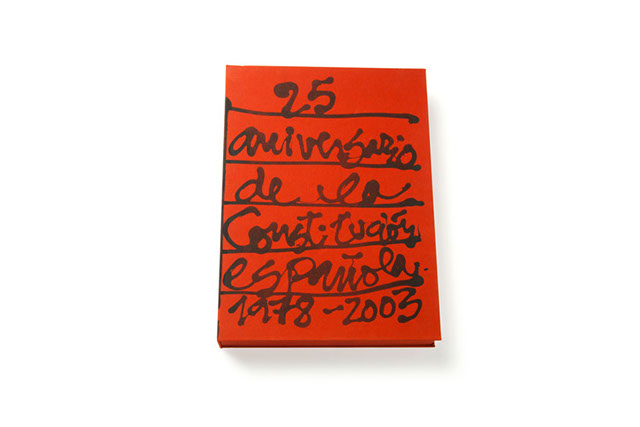 25
aniversario
de la
Constitución
española.
1978-2003